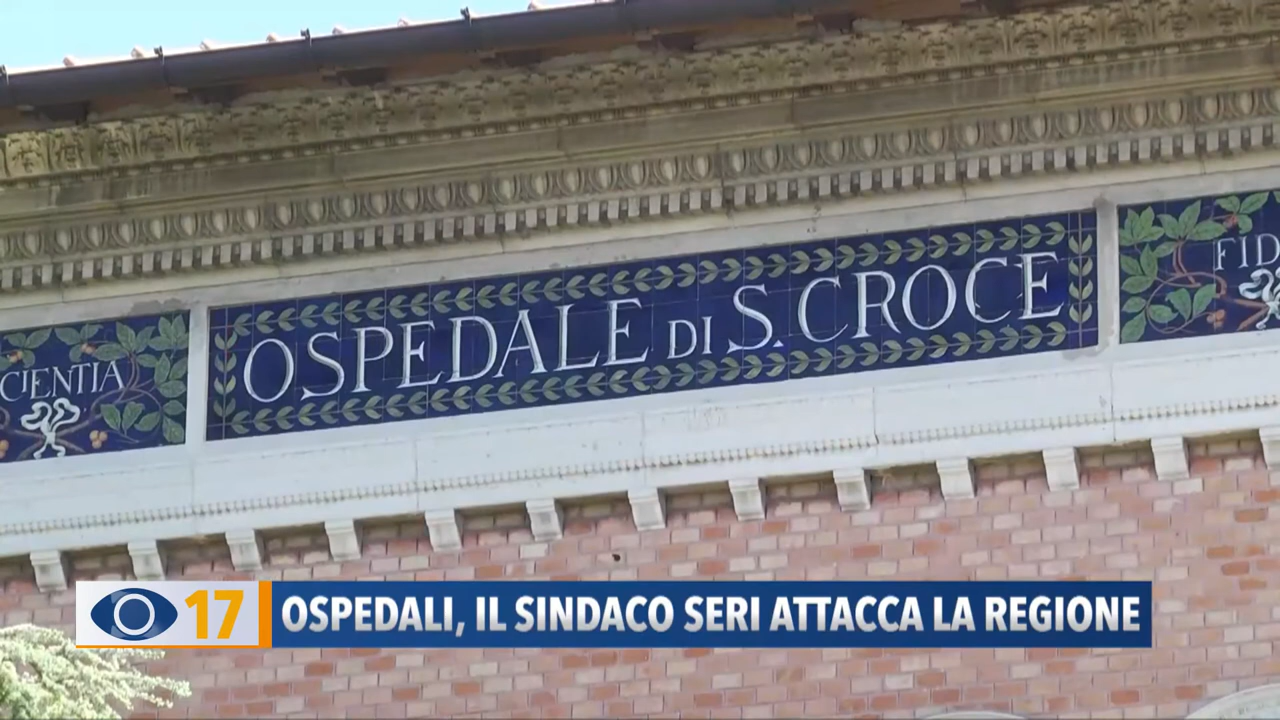 CIENTIA
OSPEDALE DI S. CROCE
FID
17
OSPEDALI, IL SINDACO SERI ATTACCA LA REGIONE